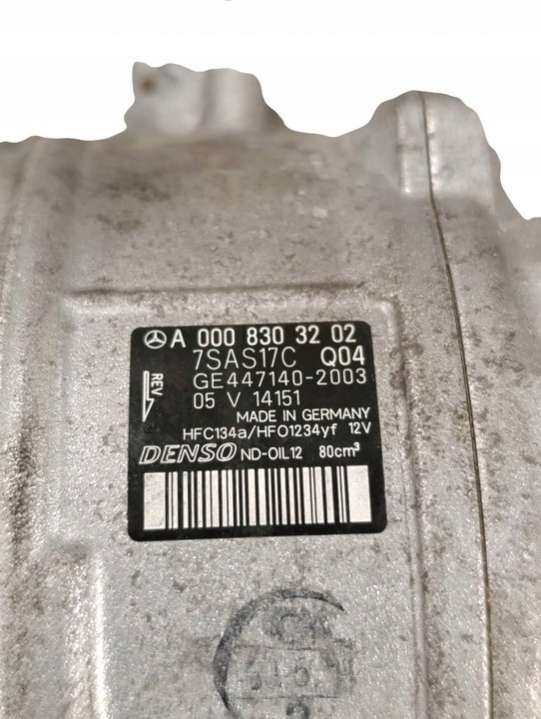 A 000 830 32 02
7SAS17C Q04
REV
GE447140-2003
05 V 14151
MADE IN GERMANY
HFC134a/HFO1234yf 12V
DENSO ND-OIL12 80cm³